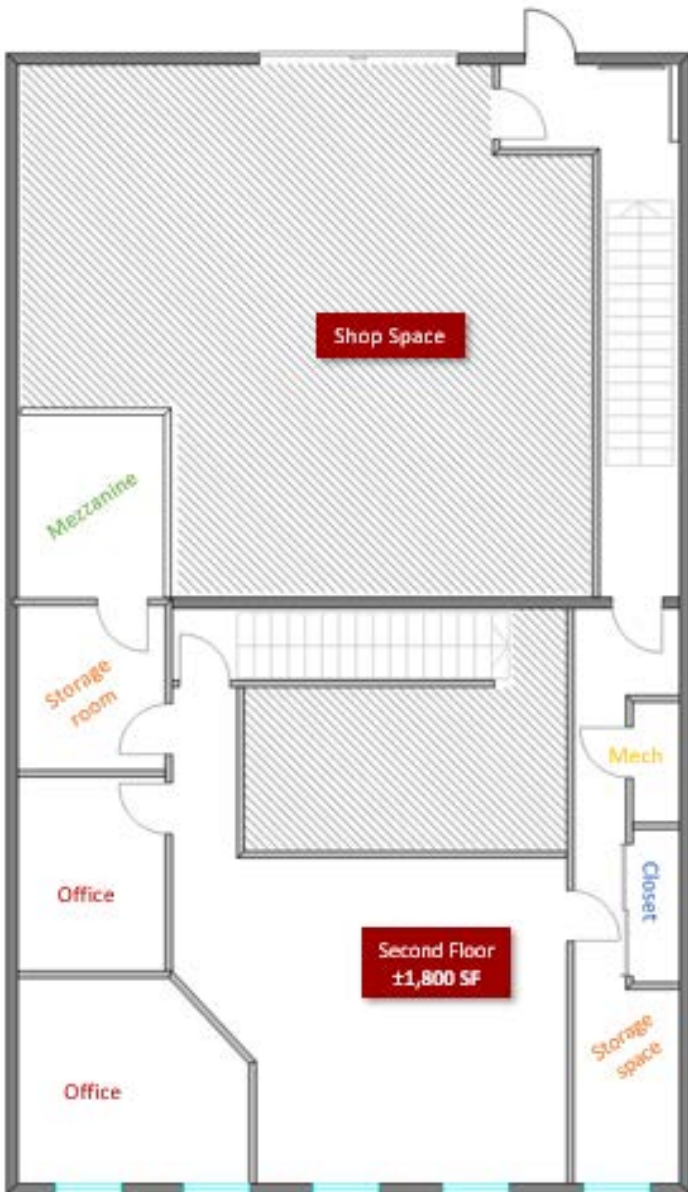 Shop Space
Mezzanine
Storage
room
Mech
Office
Closet
Second Floor
±1,800 SF
Storage
space
Office